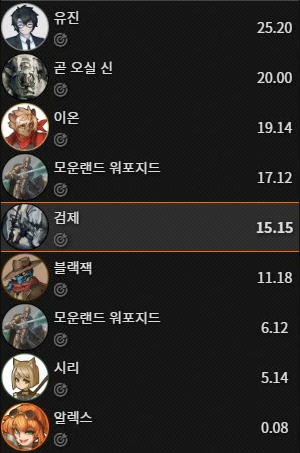 유진
25.20
곧 오실 신
20.00
이온
19.14
모운랜드 워포지드
17.12
검제
15.15
블랙잭
11.18
모운랜드 워포지드
6.12
시리
5.14
알렉스
0.08